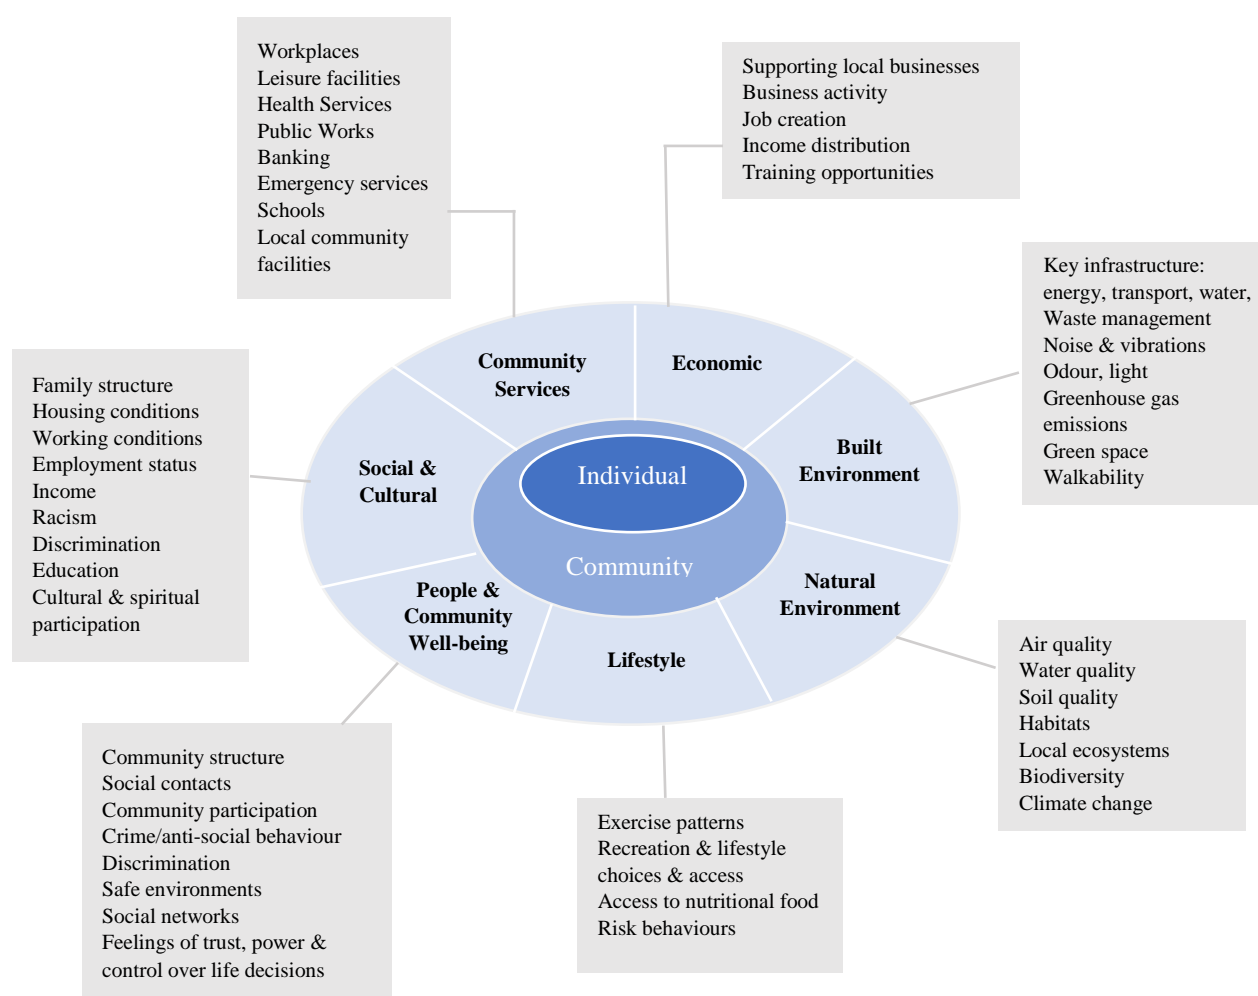 Workplaces
Leisure facilities
Health Services
Public Works
Banking
Emergency services
Schools
Local community
facilities
Supporting local businesses
Business activity
Job creation
Income distribution
Training opportunities
Key infrastructure:
energy, transport, water,
Waste management
Noise & vibrations
Odour, light
Greenhouse gas
emissions
Green space
Walkability
Family structure
Housing conditions
Working conditions
Employment status
Income
Racism
Discrimination
Education
Cultural & spiritual
participation
Community
Services
Economic
Built
Environment
Social &
Cultural
Individual
Community
Natural
Environment
People &
Community
Well-being
Lifestyle
Air quality
Water quality
Soil quality
Habitats
Local ecosystems
Biodiversity
Climate change
Community structure
Social contacts
Community participation
Crime/anti-social behaviour
Discrimination
Safe environments
Social networks
Feelings of trust, power &
control over life decisions
Exercise patterns
Recreation & lifestyle
choices & access
Access to nutritional food
Risk behaviours